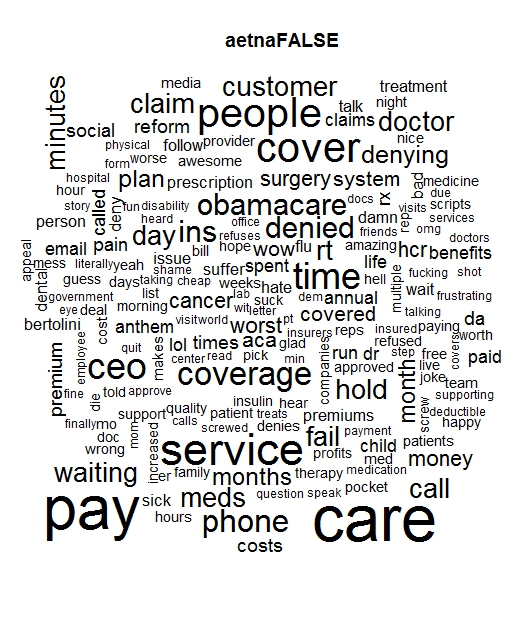 aetnaFALSE
media customer treatment
minutes claim people talk night
social reform claims doctor
physical follow provider cover nice
form worse awesome denying
hospital plan prescription surgery system bad medicine
hour called deny obamacare docs rx visits due scripts
story fun disability
person heard office denied damn reps services
appeal email pain day ins refuses friends omg
bill hope wow flu rt amazing hcr benefits doctors
mess literally yeah issue
dental guess days taking shame cheap suffer spent time life hell multiple fucking shot
government weeks hate wait frustrating
eye deal list cancer lab suck dem annual
morning wit letter covered talking
bertolini cost anthem visit world pt worst insurers reps insured paying da
lol times aca glad refused worth
premium employee quit makes center read pick min companies run dr step free covers paid
ceo coverage approved live joke
fine die told approve hold month team supporting
insulin hear screw deductible
support quality patient treats premiums happy
finally mo mom calls screwed denies fail payment
doc wrong service profits child patients
increased er family months therapy med medication money
waiting
pay sick meds question speak pocket call
hours phone care
costs